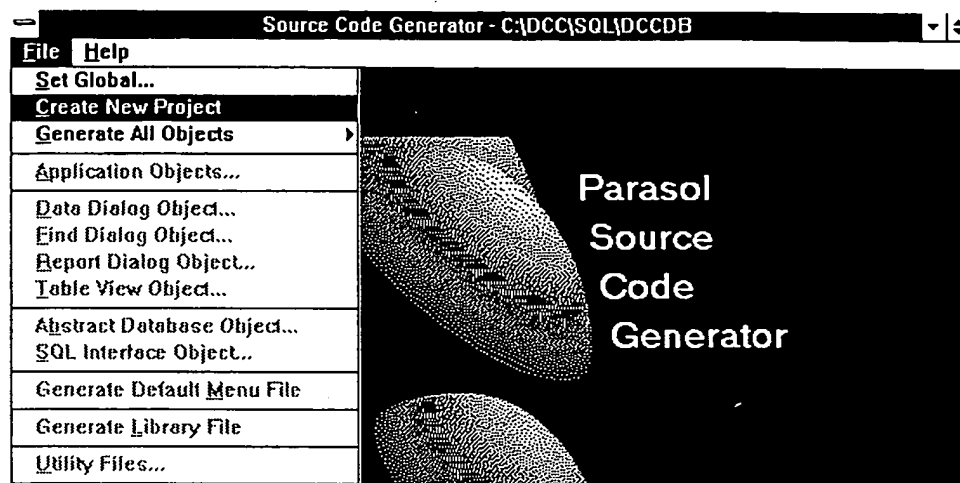 Source Code Generator - C:\DCC\SQL\DCCDB
File Help
Set Global...
Create New Project
Generate All Objects
Application Objects...
Data Dialog Object...
Find Dialog Object...
Report Dialog Object...
Table View Object...
Abstract Database Object...
SQL Interface Object...
Generate Default Menu File
Generate Library File
Utility Files...
Parasol
Source
Code
Generator